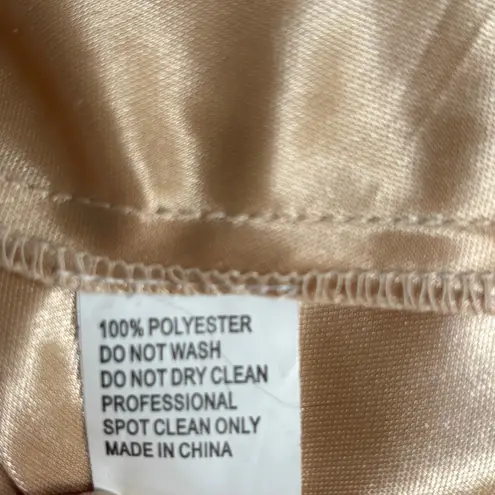 100% POLYESTER
DO NOT WASH
DO NOT DRY CLEAN
PROFESSIONAL
SPOT CLEAN ONLY
MADE IN CHINA